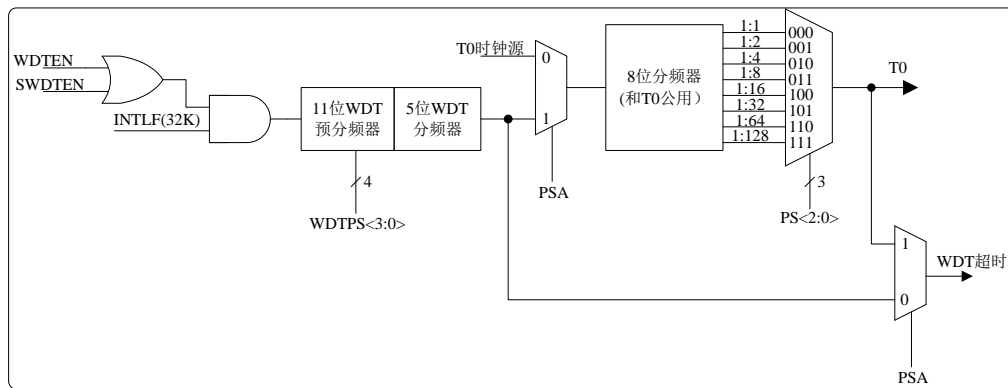 WDTEN
SWDTEN
INTLF(32K)
11位WDT
预分频器
5位WDT
分频器
4
WDTPS<3:0>
T0时钟源
0
1
PSA
8位分频器
(和T0公用）
1:1
1:2
1:4
1:8
1:16
1:32
1:64
1:128
000
001
010
011
100
101
110
111
3
PS<2:0>
T0
1
0
WDT超时
PSA